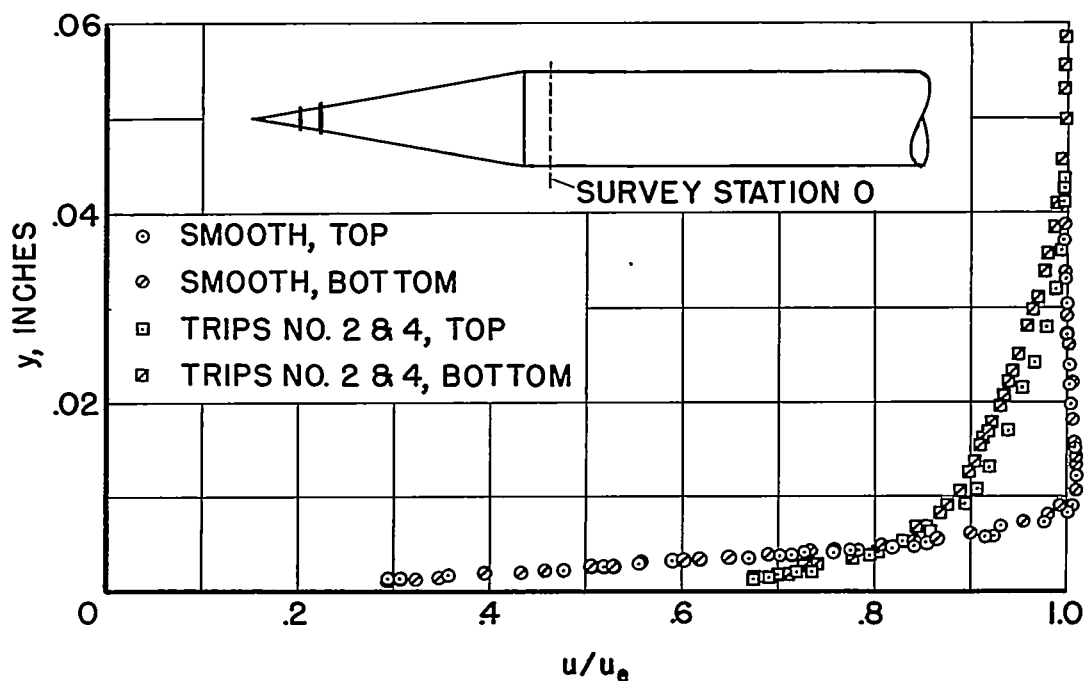 .06
.04
.02
0
y, INCHES
SURVEY STATION 0
SMOOTH, TOP
SMOOTH, BOTTOM
TRIPS NO. 2 & 4, TOP
TRIPS NO. 2 & 4, BOTTOM
.2 .4 .6 .8 1.0
u/uₑ